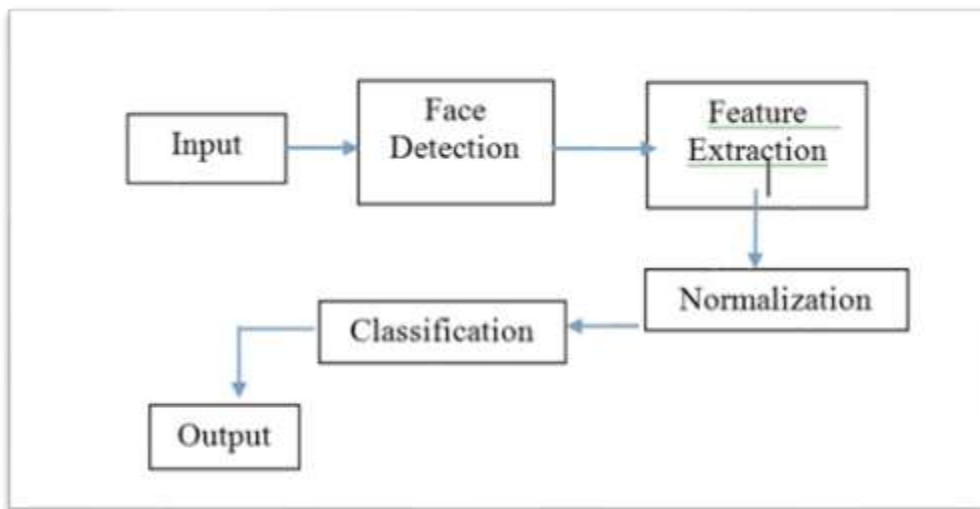 Input
Face
Detection
Feature
Extraction
Normalization
Classification
Output